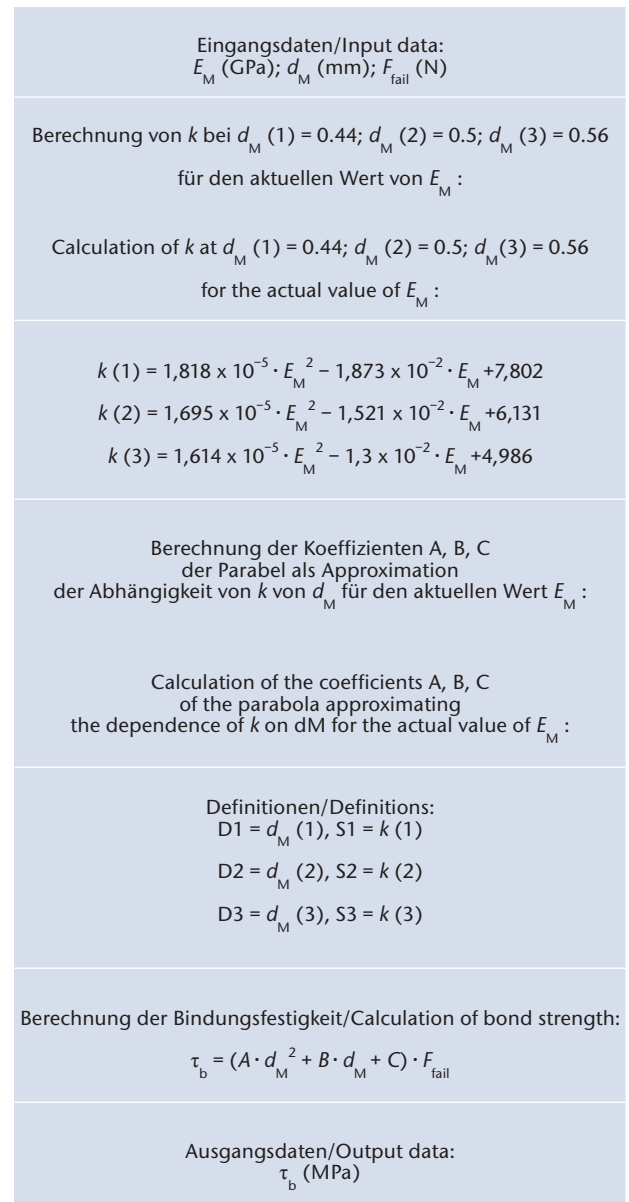 Eingangsdaten/Input data:
E_M (GPa); d_M (mm); F_fail (N)
Berechnung von k bei d_M (1) = 0.44; d_M (2) = 0.5; d_M (3) = 0.56
für den aktuellen Wert von E_M :
Calculation of k at d_M (1) = 0.44; d_M (2) = 0.5; d_M(3) = 0.56
for the actual value of E_M :
k (1) = 1,818 x 10⁻⁵ · E_M² – 1,873 x 10⁻² · E_M +7,802
k (2) = 1,695 x 10⁻⁵ · E_M² – 1,521 x 10⁻² · E_M +6,131
k (3) = 1,614 x 10⁻⁵ · E_M² – 1,3 x 10⁻² · E_M +4,986
Berechnung der Koeffizienten A, B, C
der Parabel als Approximation
der Abhängigkeit von k von d_M für den aktuellen Wert E_M :
Calculation of the coefficients A, B, C
of the parabola approximating
the dependence of k on dM for the actual value of E_M :
Definitionen/Definitions:
D1 = d_M (1), S1 = k (1)
D2 = d_M (2), S2 = k (2)
D3 = d_M (3), S3 = k (3)
Berechnung der Bindungsfestigkeit/Calculation of bond strength:
τ_b = (A · d_M² + B · d_M + C) · F_fail
Ausgangsdaten/Output data:
τ_b (MPa)